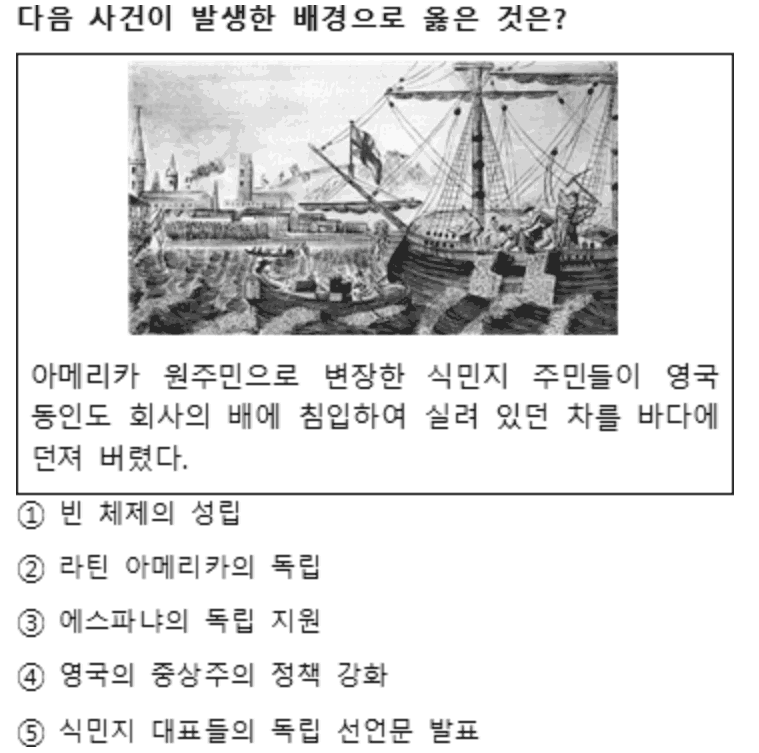 다음 사건이 발생한 배경으로 옳은 것은?
아메리카 원주민으로 변장한 식민지 주민들이 영국
동인도 회사의 배에 침입하여 실려 있던 차를 바다에
던져 버렸다.
① 빈 체제의 성립
② 라틴 아메리카의 독립
③ 에스파냐의 독립 지원
④ 영국의 중상주의 정책 강화
⑤ 식민지 대표들의 독립 선언문 발표